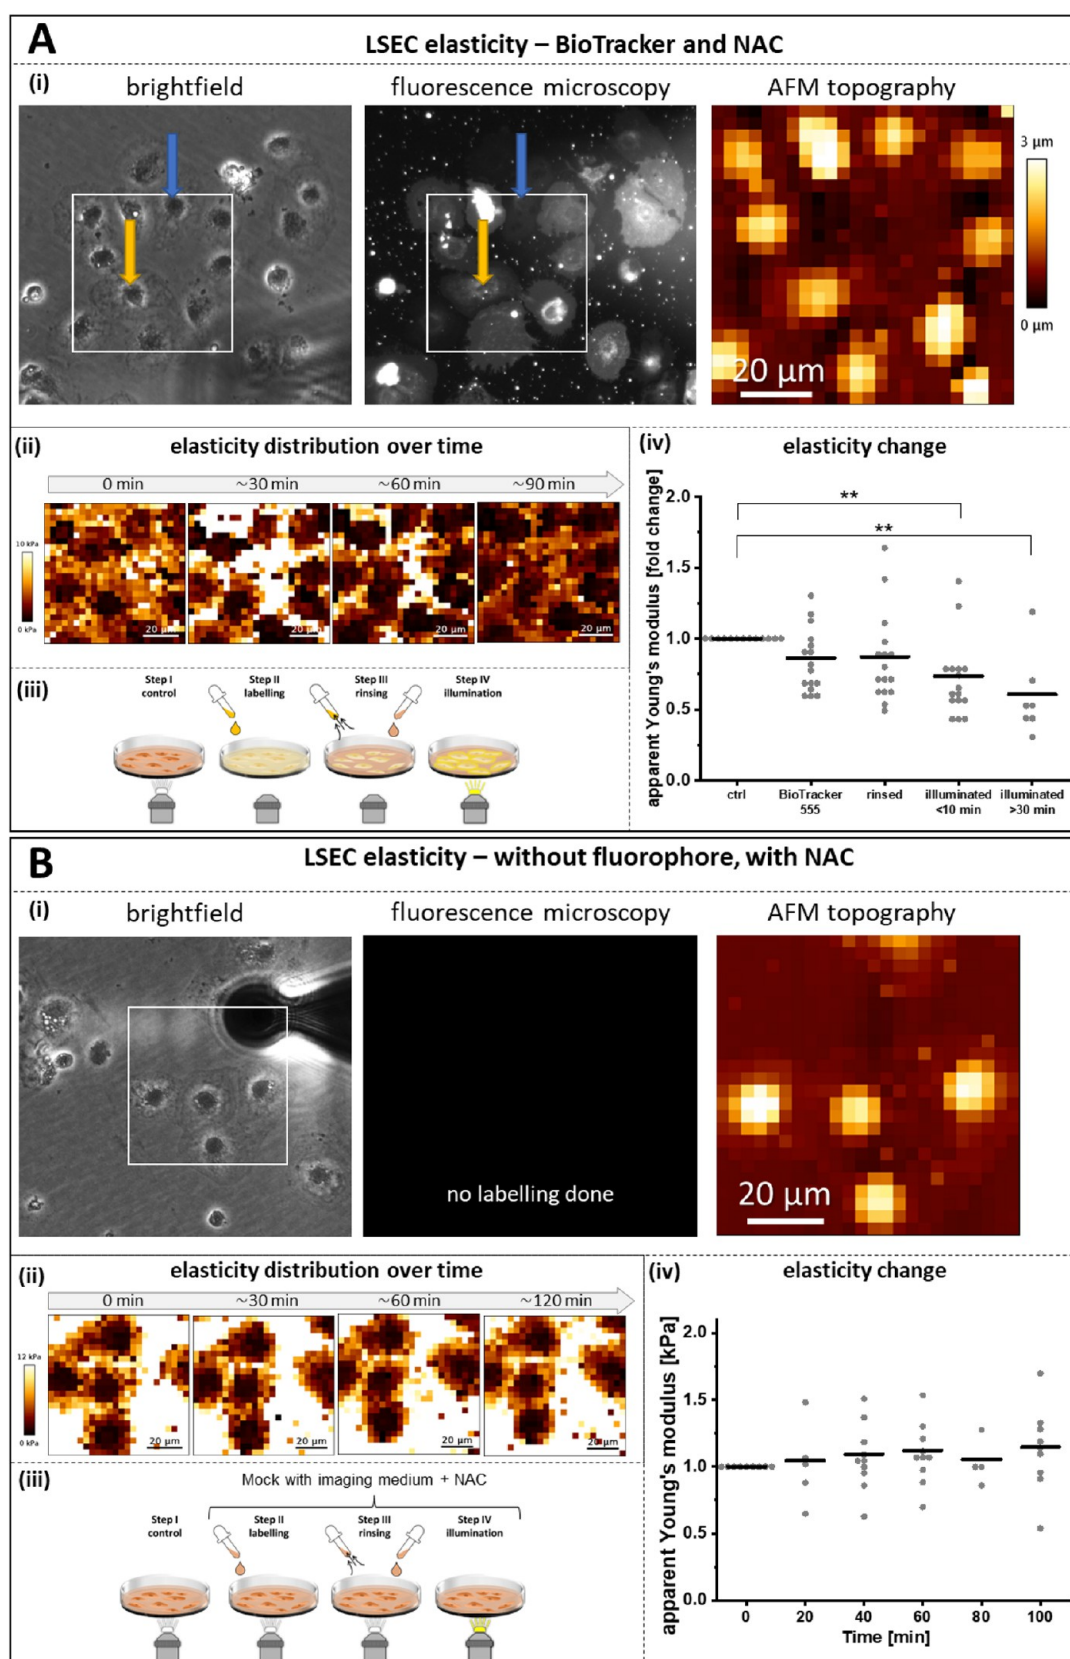 A
LSEC elasticity – BioTracker and NAC
(i)
brightfield
fluorescence microscopy
AFM topography
3 μm
0 μm
20 μm
(ii)
elasticity distribution over time
0 min
~30 min
~60 min
~90 min
10 kPa
0 kPa
20 μm
20 μm
20 μm
20 μm
(iii)
Step I
control
Step II
labelling
Step III
rinsing
Step IV
illumination
(iv)
elasticity change
apparent Young's modulus [fold change]
2.0
1.5
1.0
0.5
0.0
**
**
ctrl
BioTracker
555
rinsed
illluminated
<10 min
illuminated
>30 min
B
LSEC elasticity – without fluorophore, with NAC
(i)
brightfield
fluorescence microscopy
AFM topography
no labelling done
20 μm
(ii)
elasticity distribution over time
0 min
~30 min
~60 min
~120 min
12 kPa
0 kPa
20 μm
20 μm
20 μm
20 μm
(iii)
Mock with imaging medium + NAC
Step I
control
Step II
labelling
Step III
rinsing
Step IV
illumination
(iv)
elasticity change
apparent Young's modulus [kPa]
2.0
1.5
1.0
0.5
0.0
0
20
40
60
80
100
Time [min]